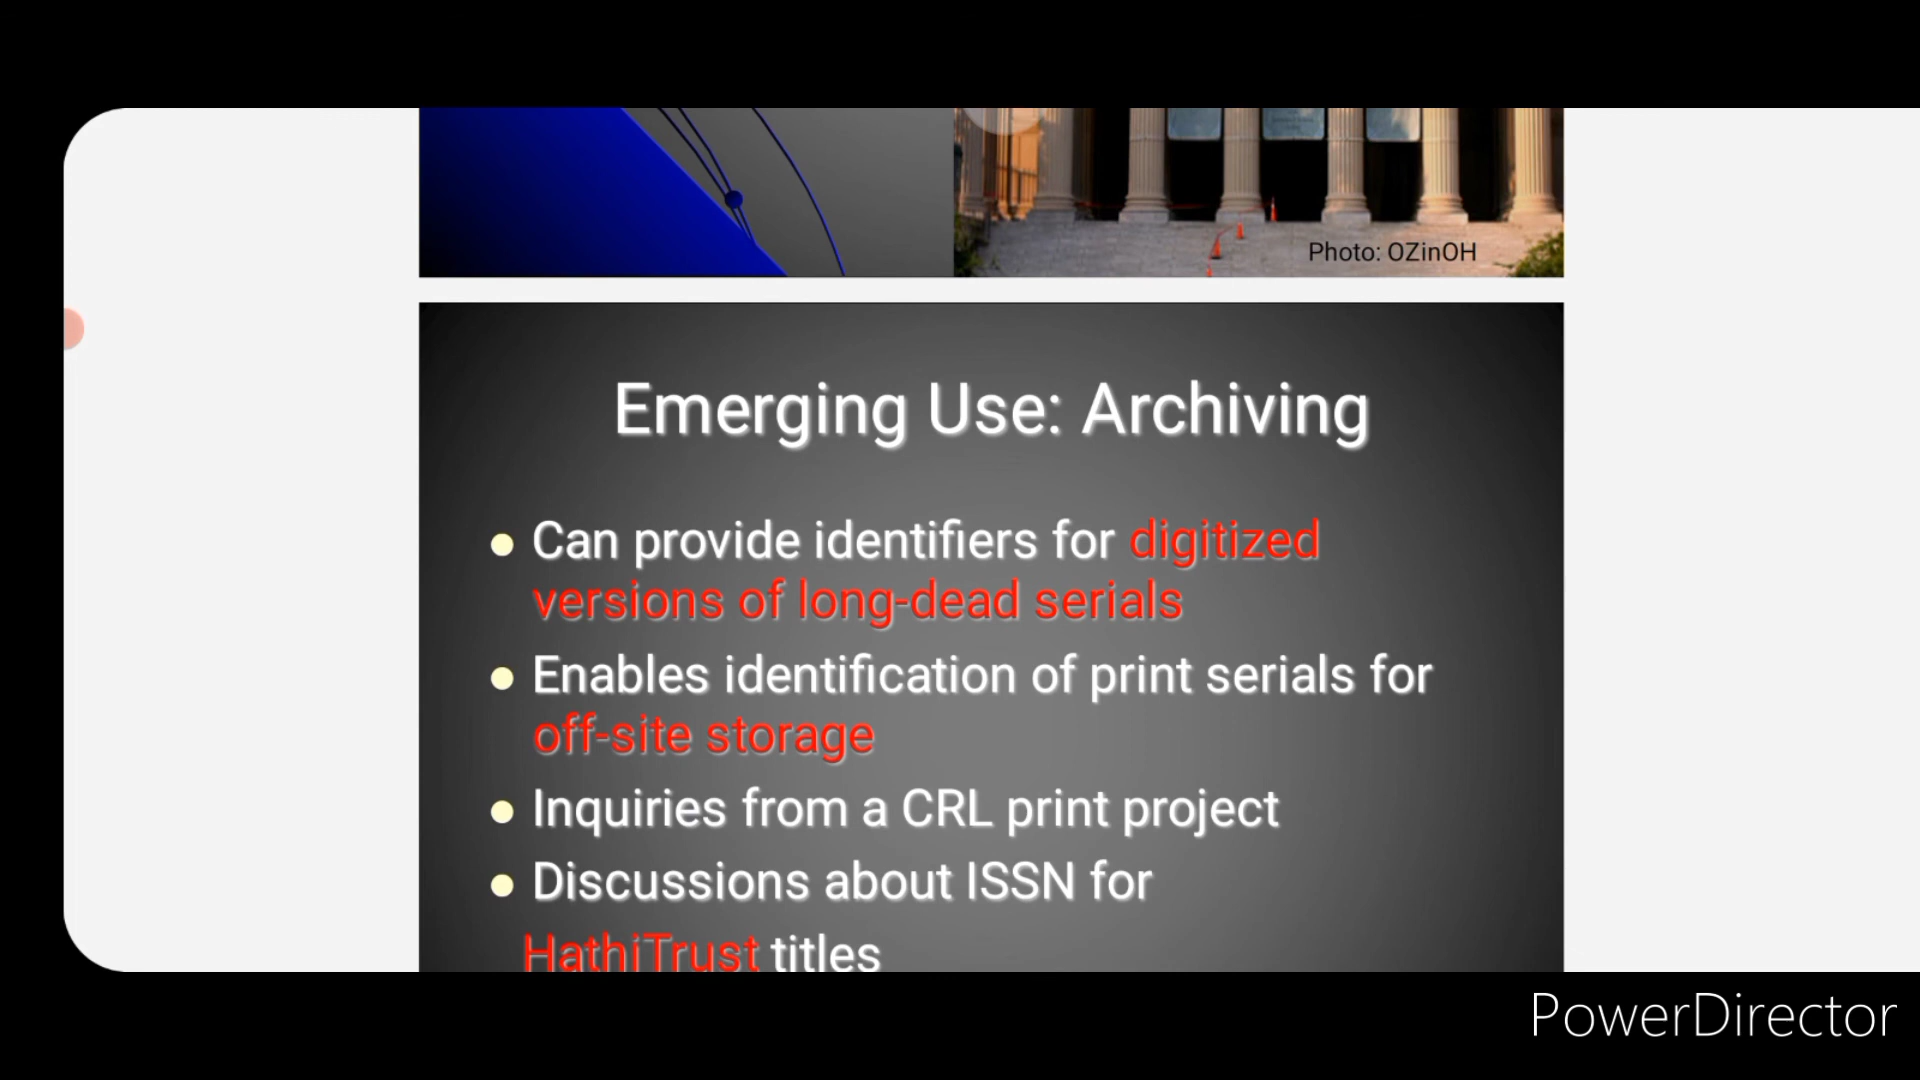 Photo: OZinOH
Emerging Use: Archiving
• Can provide identifiers for digitized
versions of long-dead serials
• Enables identification of print serials for
off-site storage
• Inquiries from a CRL print project
• Discussions about ISSN for
HathiTrust titles
PowerDirector